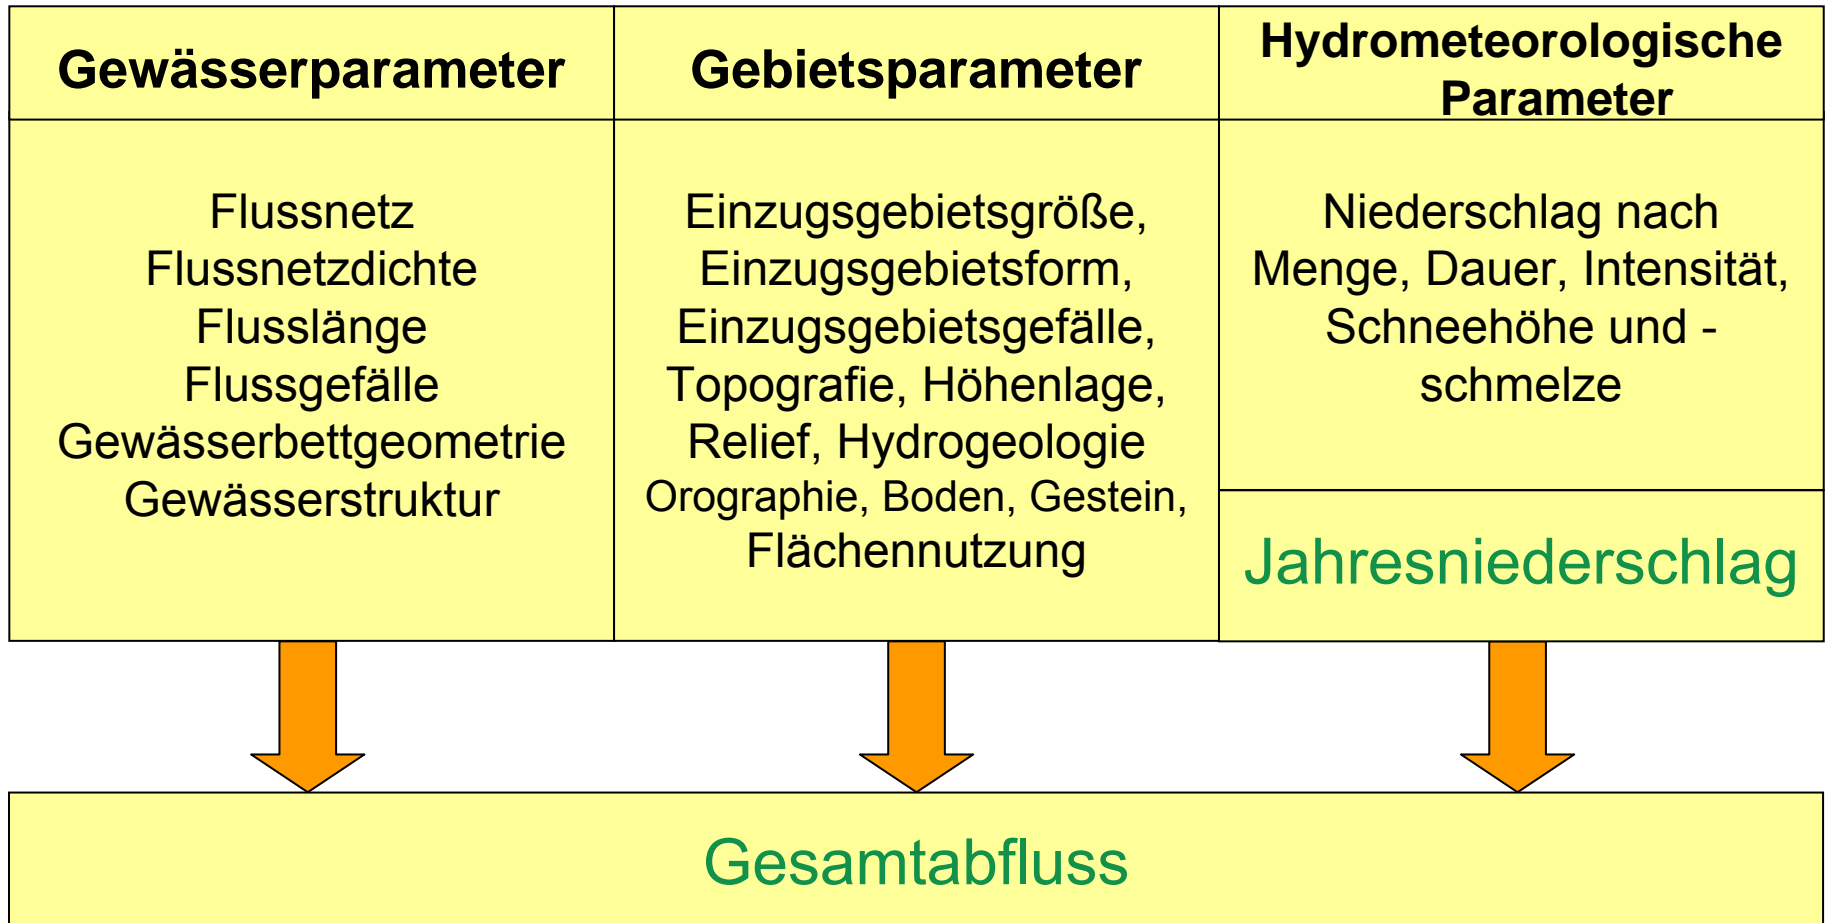 Gewässerparameter
Gebietsparameter
Hydrometeorologische
Parameter
Flussnetz
Flussnetzdichte
Flusslänge
Flussgefälle
Gewässerbettgeometrie
Gewässerstruktur
Einzugsgebietsgröße,
Einzugsgebietsform,
Einzugsgebietsgefälle,
Topografie, Höhenlage,
Relief, Hydrogeologie
Orographie, Boden, Gestein,
Flächennutzung
Niederschlag nach
Menge, Dauer, Intensität,
Schneehöhe und -
schmelze
Jahresniederschlag
Gesamtabfluss